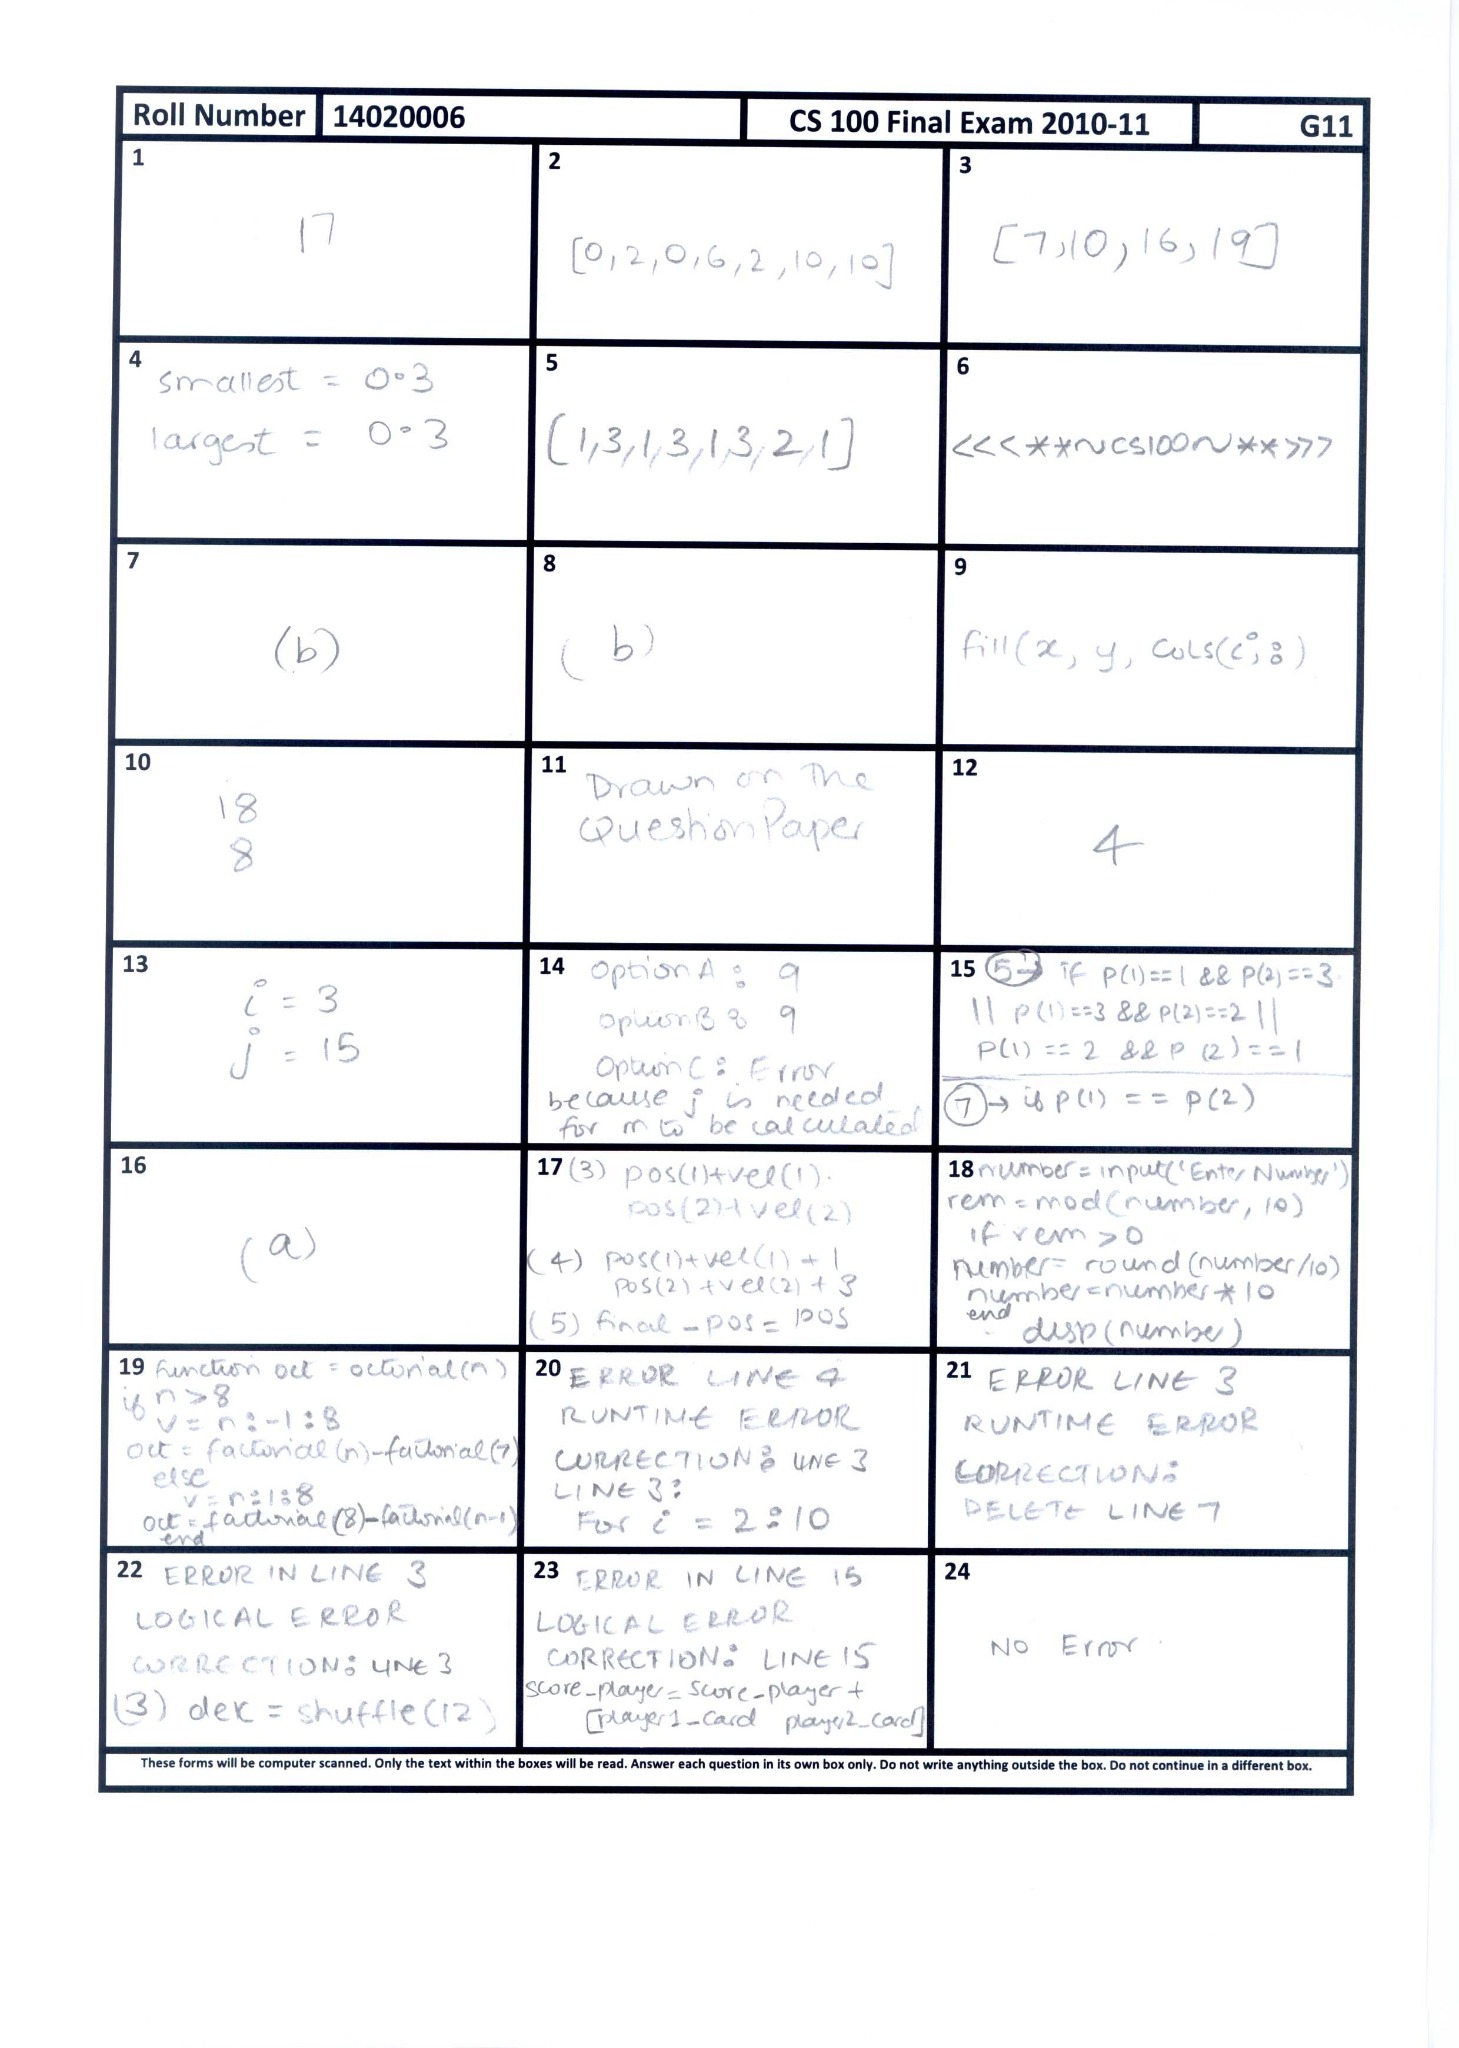 Roll Number 14020006 CS 100 Final Exam 2010-11 G11
1
17
2
[0,2,0,6,2,10,10]
3
[7,10,16,19]
4
smallest = 0.3
largest = 0.3
5
[1,3,1,3,1,3,2,1]
6
<<<**~CS100~**>>>
7
(b)
8
(b)
9
fill(x, y, cols(i,:)
10
18
8
11 Drawn on The
Question Paper
12
4
13
i = 3
j = 15
14 Option A: 9
Option B: 9
Option C: Error
because j is needed
for m to be calculated
15 5→ if p(1)==1 && p(2)==3
|| p(1)==3 && p(2)==2 ||
p(1) == 2 && p(2)==1
7→ if p(1) == p(2)
16
(a)
17 (3) pos(1)+vel(1).
pos(2)+vel(2)
(4) pos(1)+vel(1) + 1
pos(2)+vel(2) + 3
(5) final_pos = pos
18 number = input('Enter Number')
rem = mod(number, 10)
if rem > 0
number = round(number/10)
number = number * 10
end
disp(number)
19 function oct = octorial(n)
if n > 8
v = n:-1:8
oct = factorial(n)-factorial(7)
else
v = n:1:8
oct = factorial(8)-factorial(n-1)
end
20 ERROR LINE 4
RUNTIME ERROR
CORRECTION: LINE 3
LINE 3:
For i = 2:10
21 ERROR LINE 3
RUNTIME ERROR
CORRECTION:
DELETE LINE 7
22 ERROR IN LINE 3
LOGICAL ERROR
CORRECTION: LINE 3
(3) dek = shuffle(12)
23 ERROR IN LINE 15
LOGICAL ERROR
CORRECTION: LINE 15
score_player = score_player +
[player1_card player2_card]
24
NO Error
These forms will be computer scanned. Only the text within the boxes will be read. Answer each question in its own box only. Do not write anything outside the box. Do not continue in a different box.